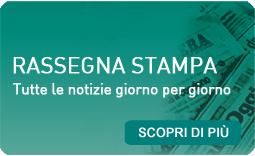 RASSEGNA STAMPA
Tutte le notizie giorno per giorno
SCOPRI DI PIÙ